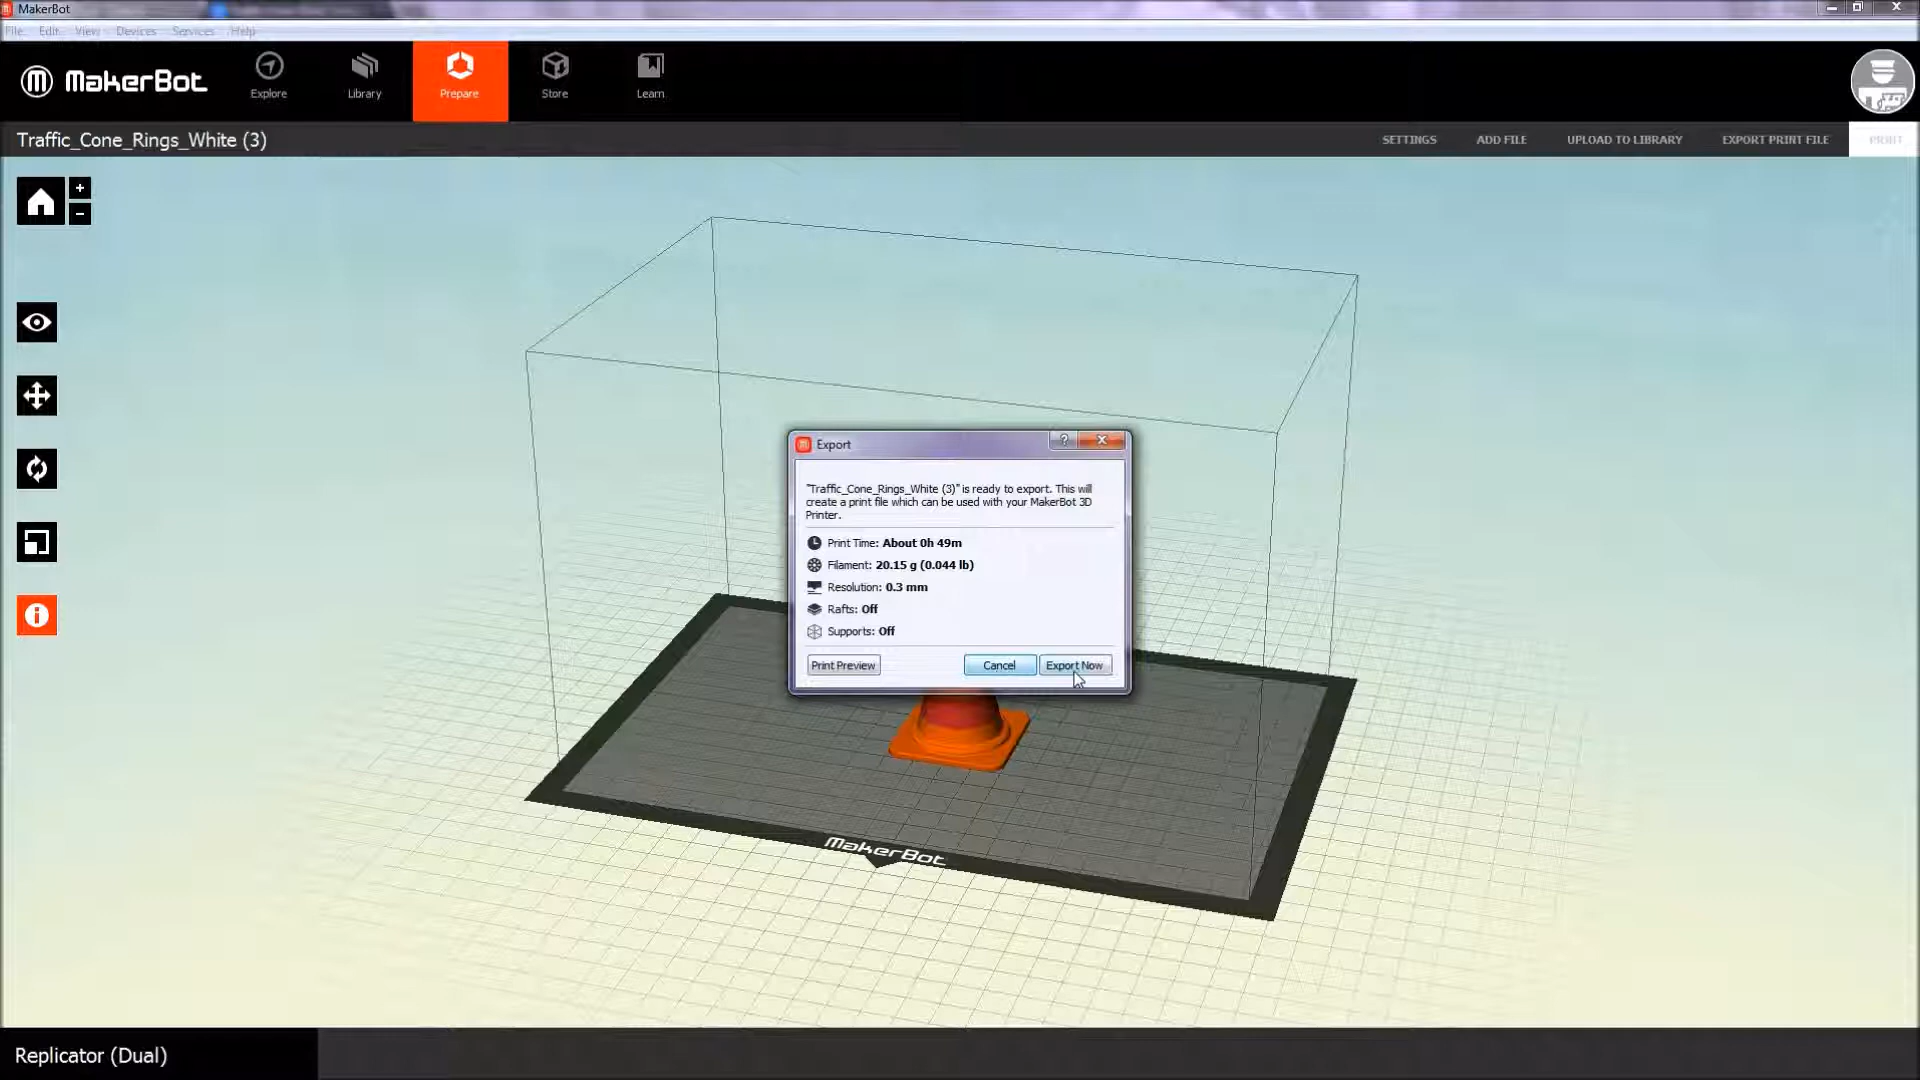 MakerBot
File Edit View Devices Services Help
MakerBot
Explore
Library
Prepare
Store
Learn
Traffic_Cone_Rings_White (3)
SETTINGS
ADD FILE
UPLOAD TO LIBRARY
EXPORT PRINT FILE
PRINT
Export
"Traffic_Cone_Rings_White (3)" is ready to export. This will
create a print file which can be used with your MakerBot 3D
Printer.
Print Time: About 0h 49m
Filament: 20.15 g (0.044 lb)
Resolution: 0.3 mm
Rafts: Off
Supports: Off
Print Preview
Cancel
Export Now
MakerBot
Replicator (Dual)